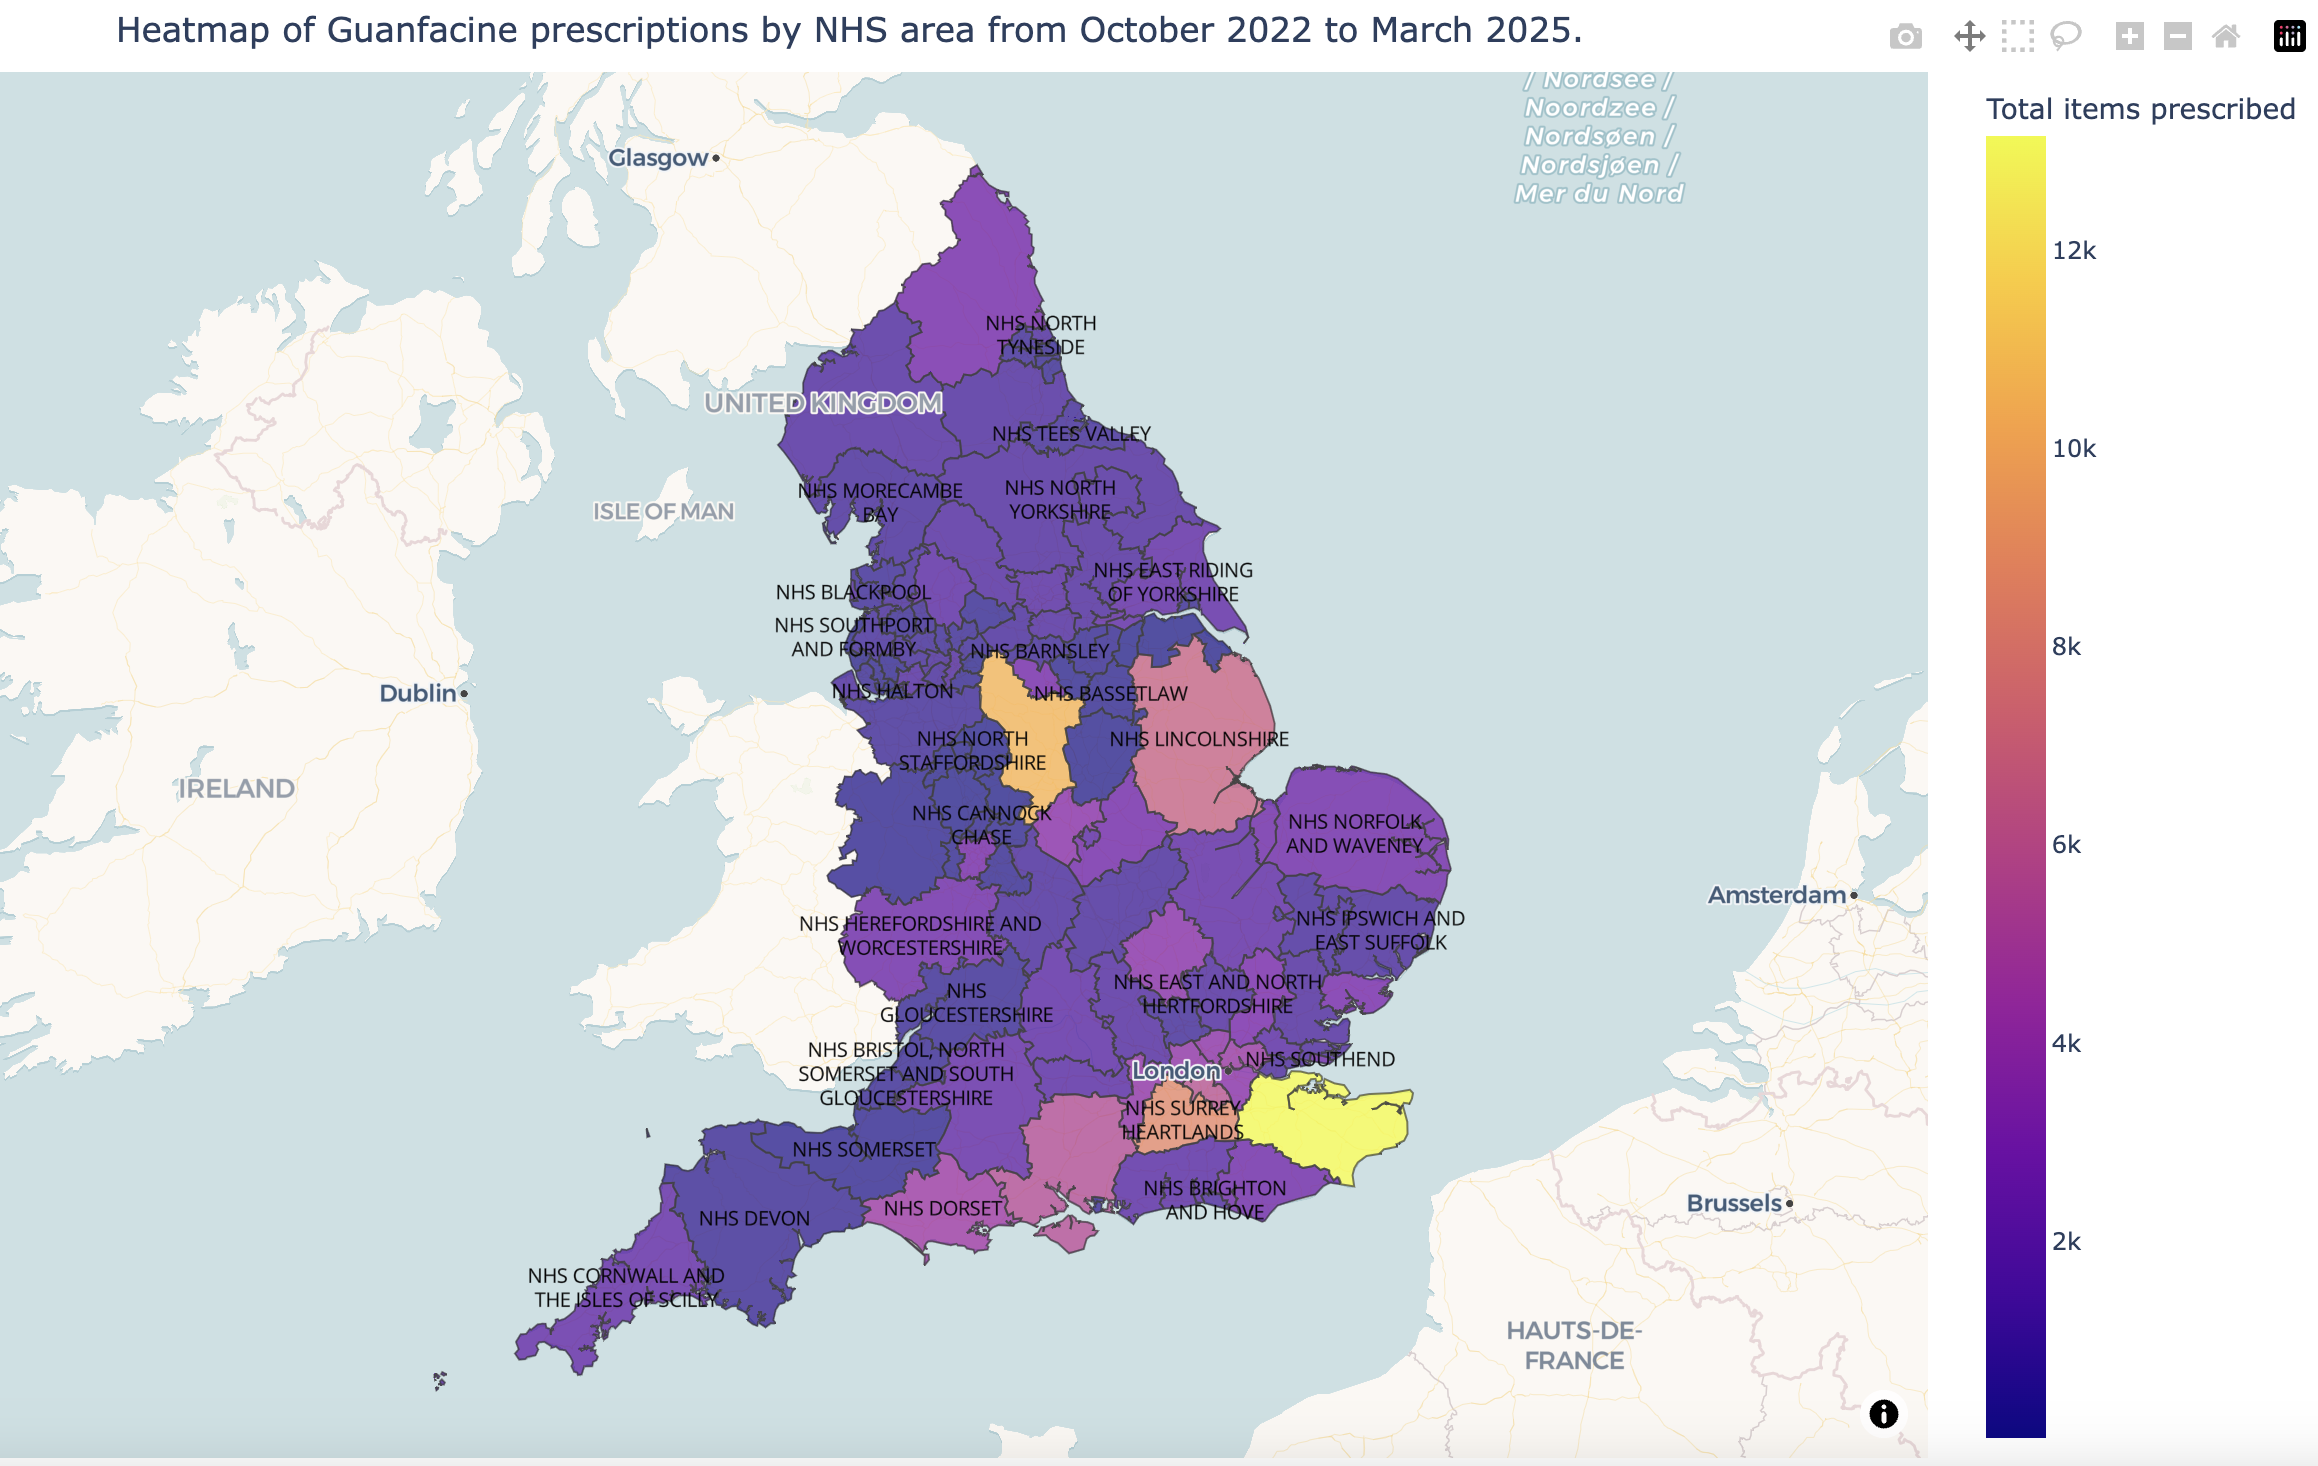 Heatmap of Guanfacine prescriptions by NHS area from October 2022 to March 2025.
/ Nordsee /
Noordzee /
Nordsøen /
Nordsjøen /
Mer du Nord
Total items prescribed
12k
10k
8k
6k
4k
2k
Glasgow
NHS NORTH
TYNESIDE
UNITED KINGDOM
NHS TEES VALLEY
NHS MORECAMBE
BAY
NHS NORTH
YORKSHIRE
ISLE OF MAN
NHS EAST RIDING
OF YORKSHIRE
NHS BLACKPOOL
NHS SOUTHPORT
AND FORMBY
NHS BARNSLEY
Dublin
NHS HALTON
NHS BASSETLAW
NHS NORTH
STAFFORDSHIRE
NHS LINCOLNSHIRE
IRELAND
NHS CANNOCK
CHASE
NHS NORFOLK
AND WAVENEY
Amsterdam
NHS HEREFORDSHIRE AND
WORCESTERSHIRE
NHS IPSWICH AND
EAST SUFFOLK
NHS
GLOUCESTERSHIRE
NHS EAST AND NORTH
HERTFORDSHIRE
NHS BRISTOL, NORTH
SOMERSET AND SOUTH
GLOUCESTERSHIRE
London
NHS SOUTHEND
NHS SURREY
HEARTLANDS
NHS SOMERSET
NHS DEVON
NHS DORSET
NHS BRIGHTON
AND HOVE
Brussels
NHS CORNWALL AND
THE ISLES OF SCILLY
HAUTS-DE-
FRANCE